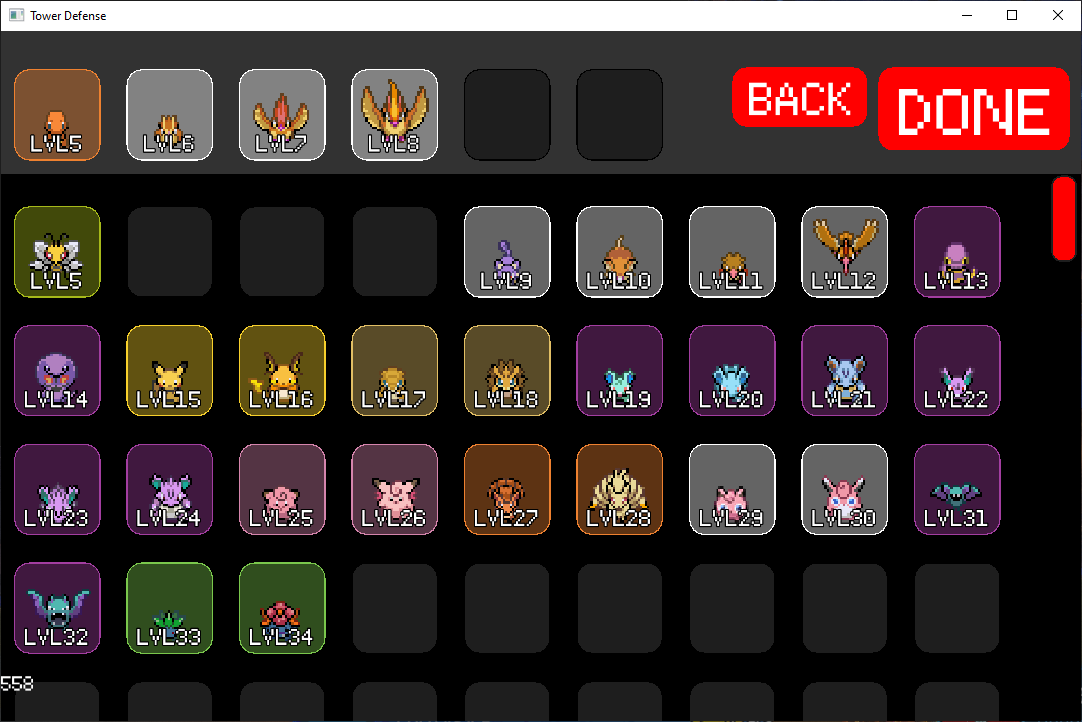 Tower Defense
LVL5 LVL6 LVL7 LVL8 BACK DONE
LVL5 LVL9 LVL10 LVL11 LVL12 LVL13
LVL14 LVL15 LVL16 LVL17 LVL18 LVL19 LVL20 LVL21 LVL22
LVL23 LVL24 LVL25 LVL26 LVL27 LVL28 LVL29 LVL30 LVL31
LVL32 LVL33 LVL34
558